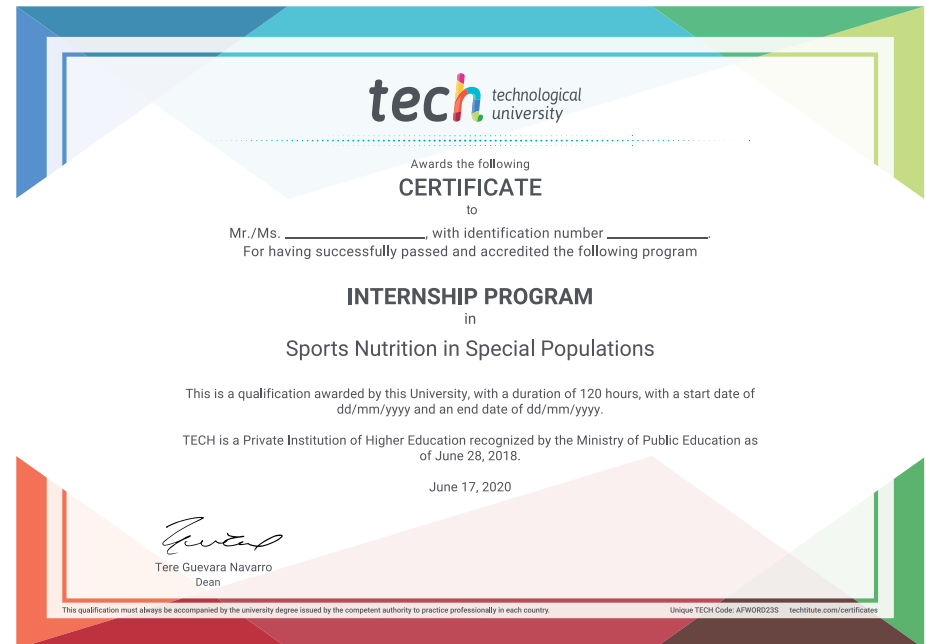 tech technological
university
Awards the following
CERTIFICATE
to
Mr./Ms. ____________________, with identification number ______________.
For having successfully passed and accredited the following program
INTERNSHIP PROGRAM
in
Sports Nutrition in Special Populations
This is a qualification awarded by this University, with a duration of 120 hours, with a start date of
dd/mm/yyyy and an end date of dd/mm/yyyy.
TECH is a Private Institution of Higher Education recognized by the Ministry of Public Education as
of June 28, 2018.
June 17, 2020
Tere Guevara Navarro
Dean
This qualification must always be accompanied by the university degree issued by the competent authority to practice professionally in each country.
Unique TECH Code: AFWORD23S techtitute.com/certificates